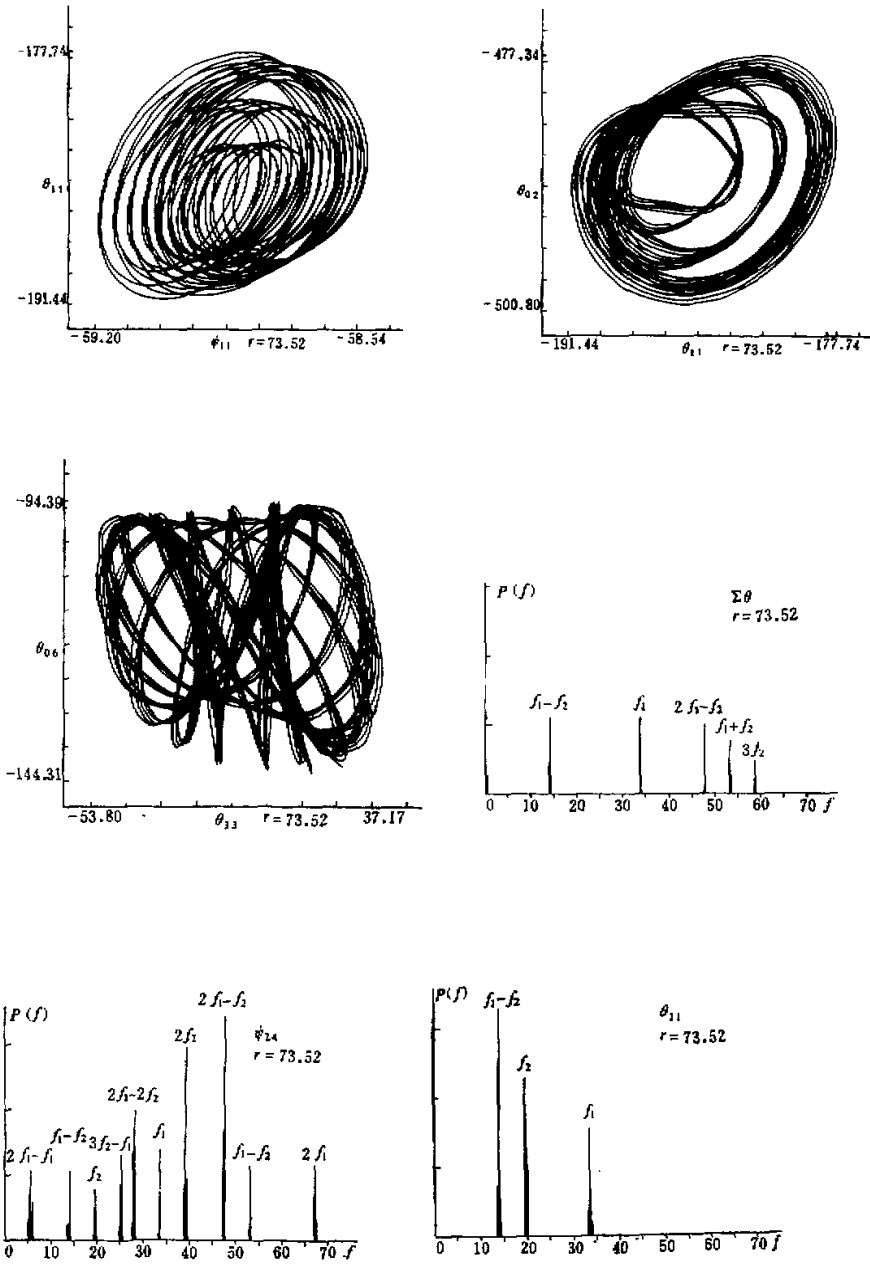 -177.74
θ₁₁
-191.44
-59.20 ψ₁₁ r=73.52 -58.54
-477.34
θ₀₂
-500.80
-191.44 θ₁₁ r=73.52 -177.74
-94.39
θ₀₆
-144.31
-53.80 θ₃₃ r=73.52 37.17
P(f)
Σθ
r=73.52
f₁-f₂ f₁ 2f₁-f₂ f₁+f₂ 3f₂
0 10 20 30 40 50 60 70 f
P(f)
ψ₂₄
r=73.52
2f₁-f₁ f₁-f₂ f₂ 3f₂-f₁ 2f₁-2f₂ f₁ 2f₂ 2f₁-f₂ f₁-f₂ 2f₁
0 10 20 30 40 50 60 70 f
P(f)
θ₁₁
r=73.52
f₁-f₂ f₂ f₁
0 10 20 30 40 50 60 70 f